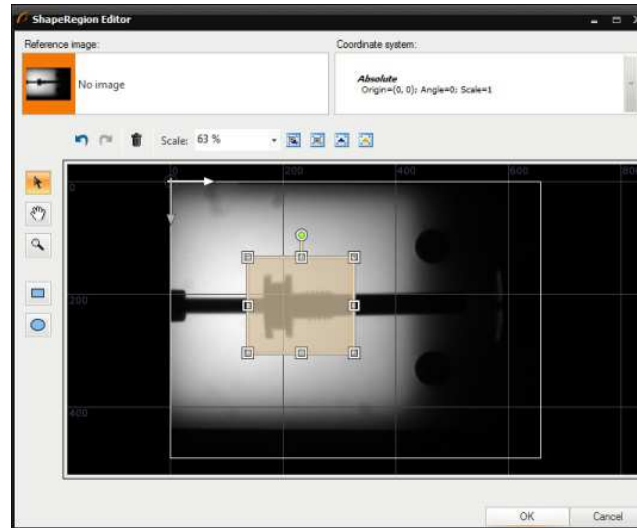 ShapeRegion Editor
Reference image:
Coordinate system:
No image
Absolute
Origin=(0, 0); Angle=0; Scale=1
Scale: 63 %
0 200 400 600 800
0
200
400
OK Cancel